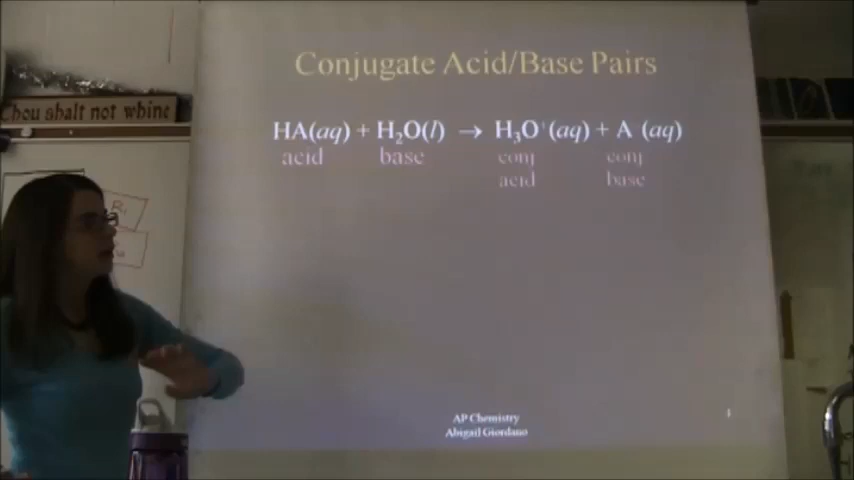 Conjugate Acid/Base Pairs
Thou shalt not whine
HA(aq) + H₂O(l) → H₃O⁺(aq) + A⁻(aq)
acid base conj conj
acid base
AP Chemistry
Abigail Giordano